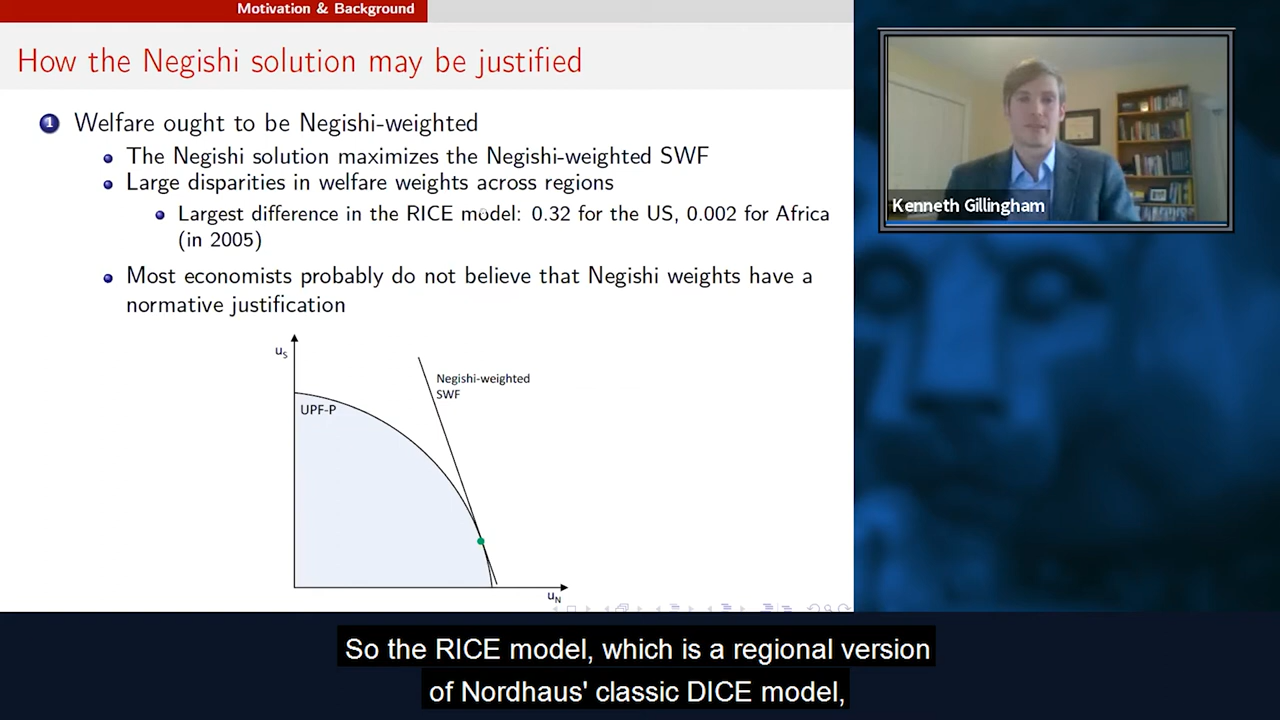 Motivation & Background
How the Negishi solution may be justified
1 Welfare ought to be Negishi-weighted
The Negishi solution maximizes the Negishi-weighted SWF
Large disparities in welfare weights across regions
Largest difference in the RICE model: 0.32 for the US, 0.002 for Africa
(in 2005)
Most economists probably do not believe that Negishi weights have a
normative justification
uS
Negishi-weighted
SWF
UPF-P
uN
Kenneth Gillingham
So the RICE model, which is a regional version
of Nordhaus' classic DICE model,